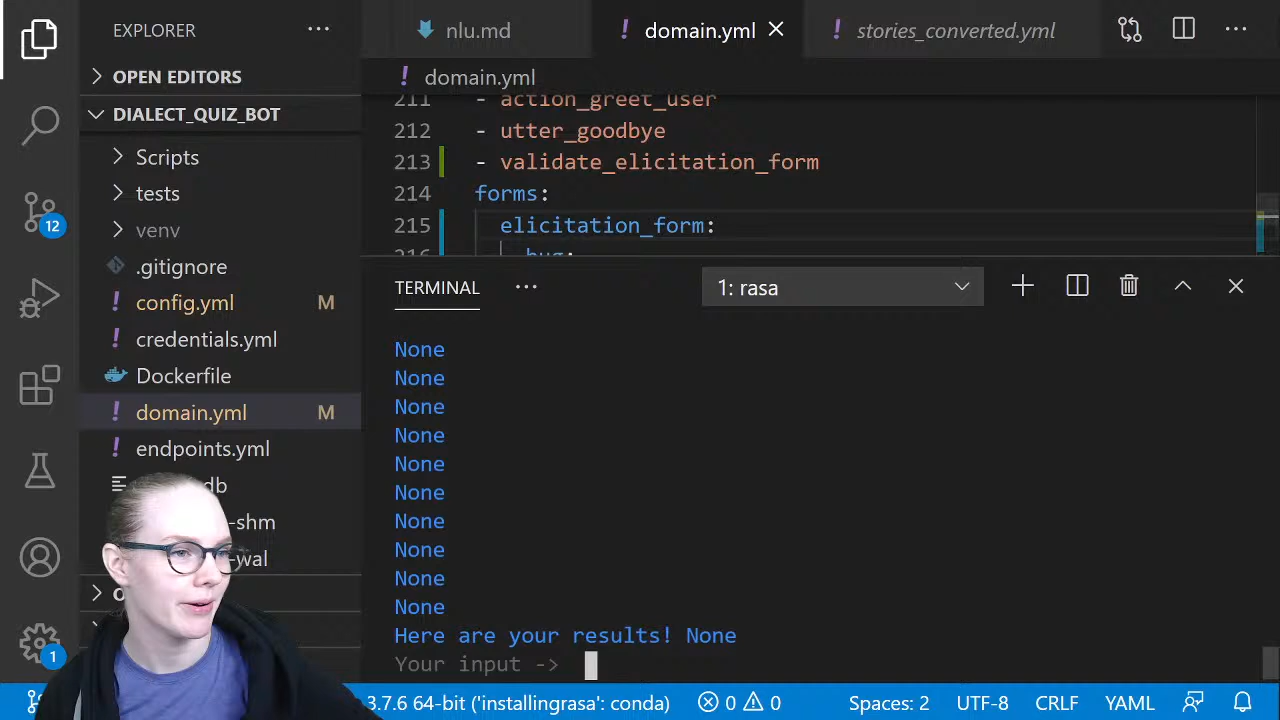 EXPLORER
nlu.md
! domain.yml
! stories_converted.yml
OPEN EDITORS
! domain.yml
DIALECT_QUIZ_BOT
Scripts
tests
venv
.gitignore
! config.yml M
! credentials.yml
Dockerfile
! domain.yml M
! endpoints.yml
db
-shm
-wal
211 - action_greet_user
212 - utter_goodbye
213 - validate_elicitation_form
214 forms:
215 elicitation_form:
216 bug:
TERMINAL
1: rasa
None
None
None
None
None
None
None
None
None
None
Here are your results! None
Your input ->
12
1
3.7.6 64-bit ('installingrasa': conda)
0 0
Spaces: 2
UTF-8
CRLF
YAML